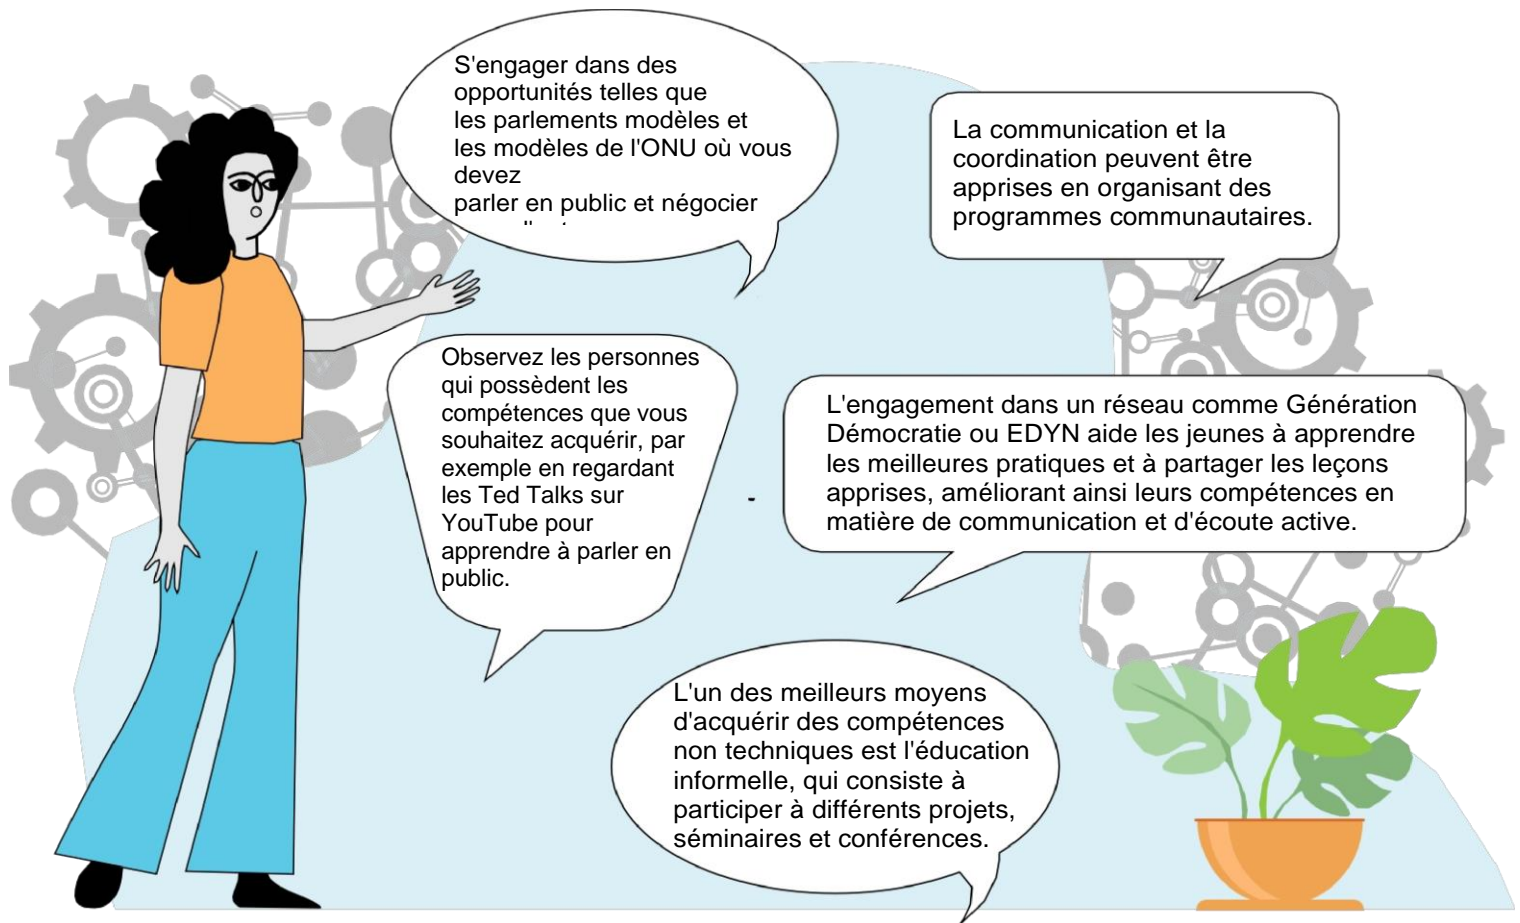 S'engager dans des
opportunités telles que
les parlements modèles et
les modèles de l'ONU où vous
devez
parler en public et négocier
La communication et la
coordination peuvent être
apprises en organisant des
programmes communautaires.
Observez les personnes
qui possèdent les
compétences que vous
souhaitez acquérir, par
exemple en regardant
les Ted Talks sur
YouTube pour
apprendre à parler en
public.
L'engagement dans un réseau comme Génération
Démocratie ou EDYN aide les jeunes à apprendre
les meilleures pratiques et à partager les leçons
apprises, améliorant ainsi leurs compétences en
matière de communication et d'écoute active.
L'un des meilleurs moyens
d'acquérir des compétences
non techniques est l'éducation
informelle, qui consiste à
participer à différents projets,
séminaires et conférences.